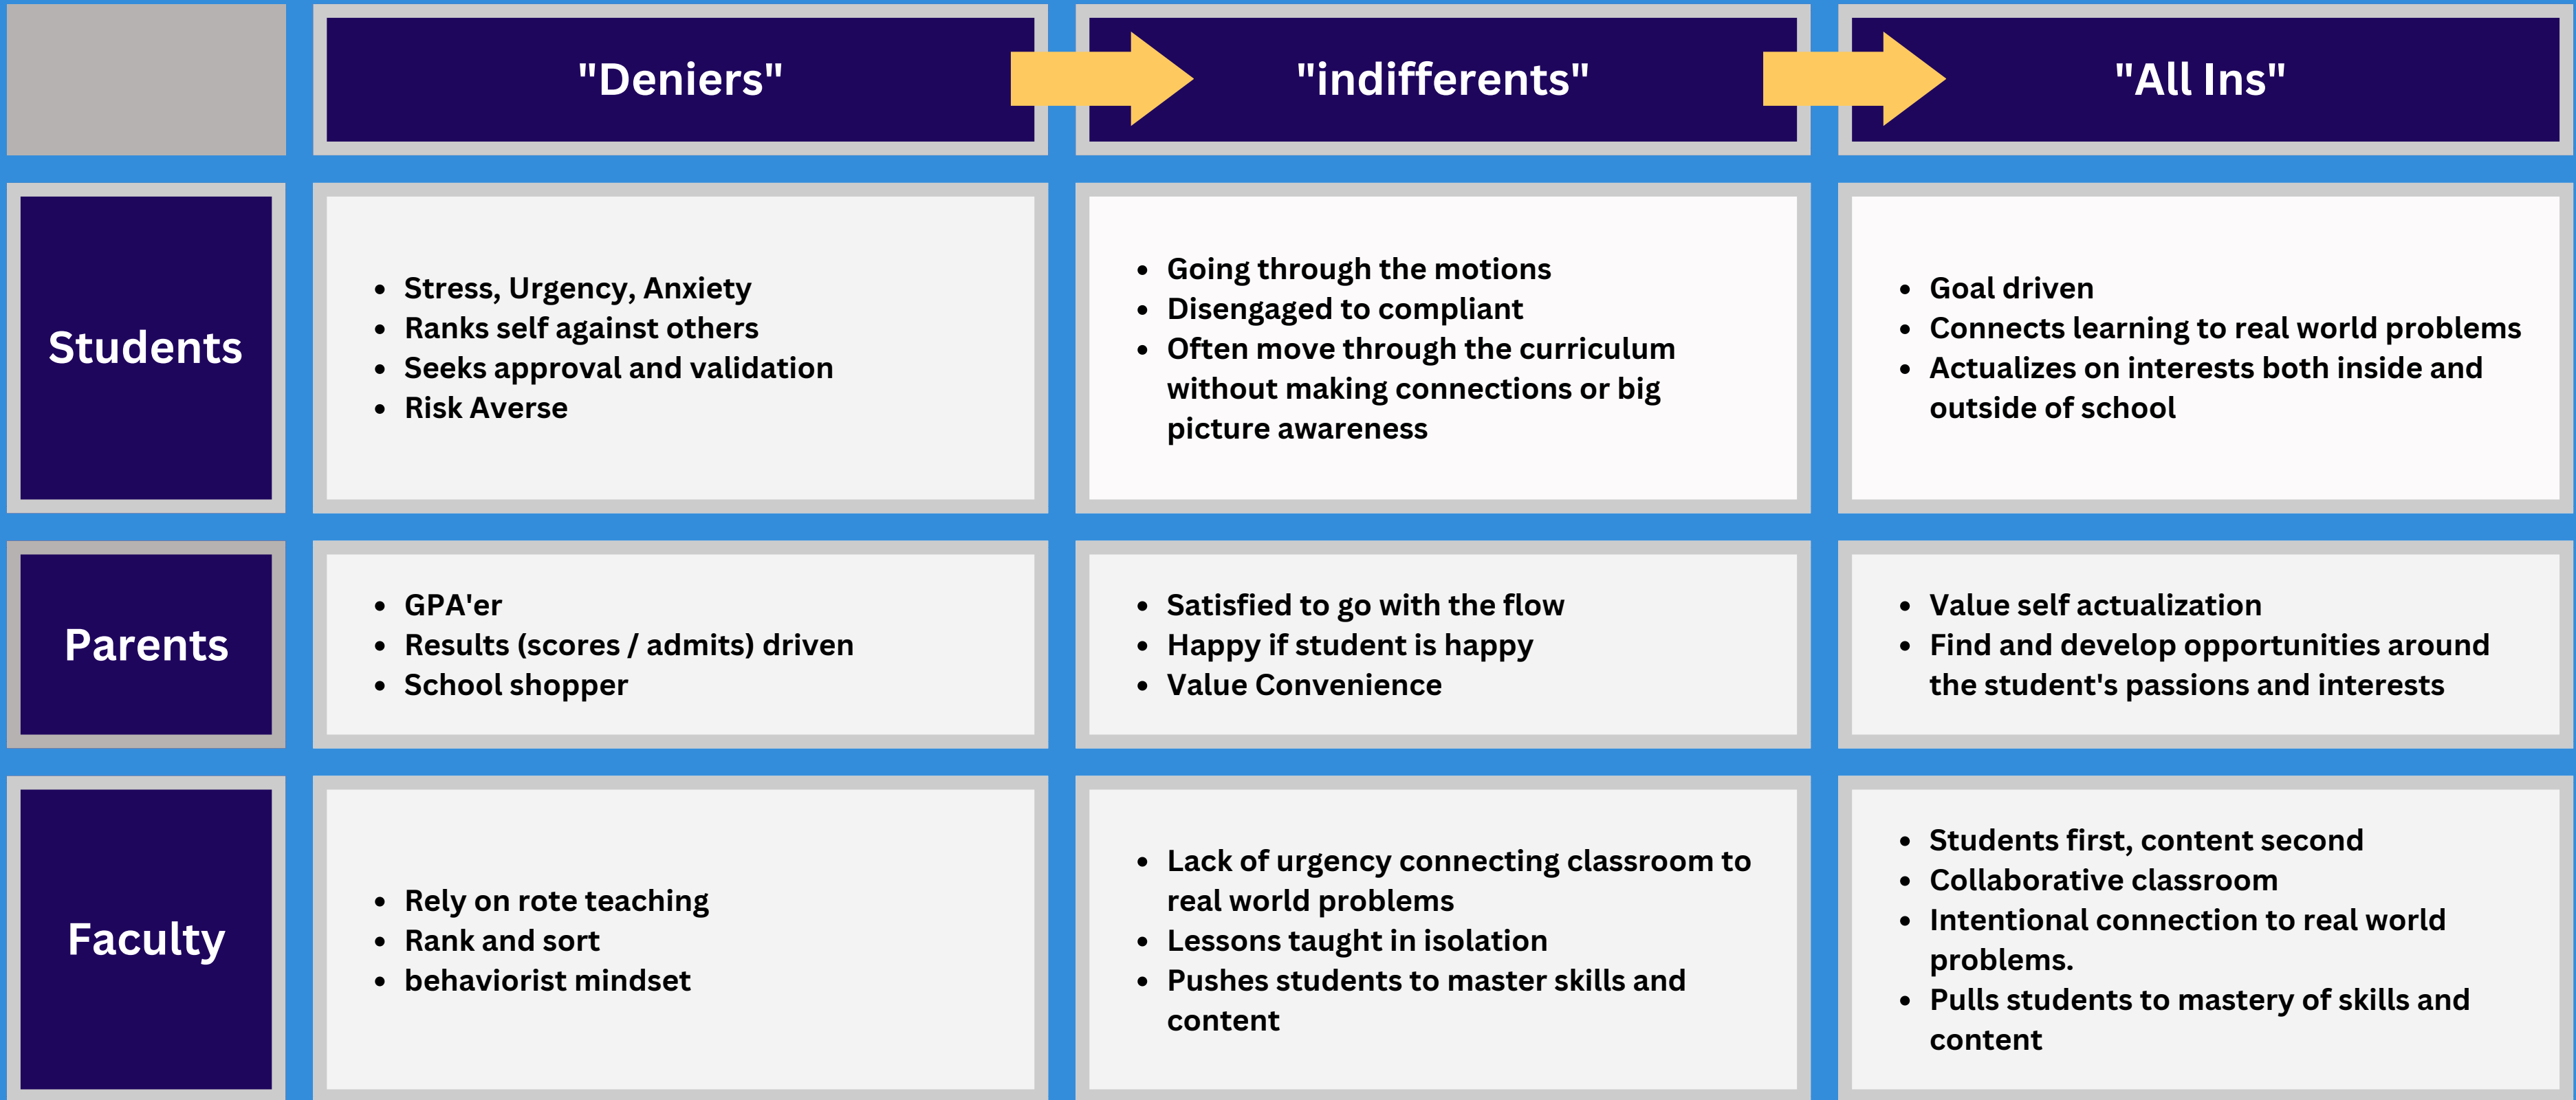 "Deniers"
"indifferents"
"All Ins"
Students
• Stress, Urgency, Anxiety
• Ranks self against others
• Seeks approval and validation
• Risk Averse
• Going through the motions
• Disengaged to compliant
• Often move through the curriculum
without making connections or big
picture awareness
• Goal driven
• Connects learning to real world problems
• Actualizes on interests both inside and
outside of school
Parents
• GPA'er
• Results (scores / admits) driven
• School shopper
• Satisfied to go with the flow
• Happy if student is happy
• Value Convenience
• Value self actualization
• Find and develop opportunities around
the student's passions and interests
Faculty
• Rely on rote teaching
• Rank and sort
• behaviorist mindset
• Lack of urgency connecting classroom to
real world problems
• Lessons taught in isolation
• Pushes students to master skills and
content
• Students first, content second
• Collaborative classroom
• Intentional connection to real world
problems.
• Pulls students to mastery of skills and
content